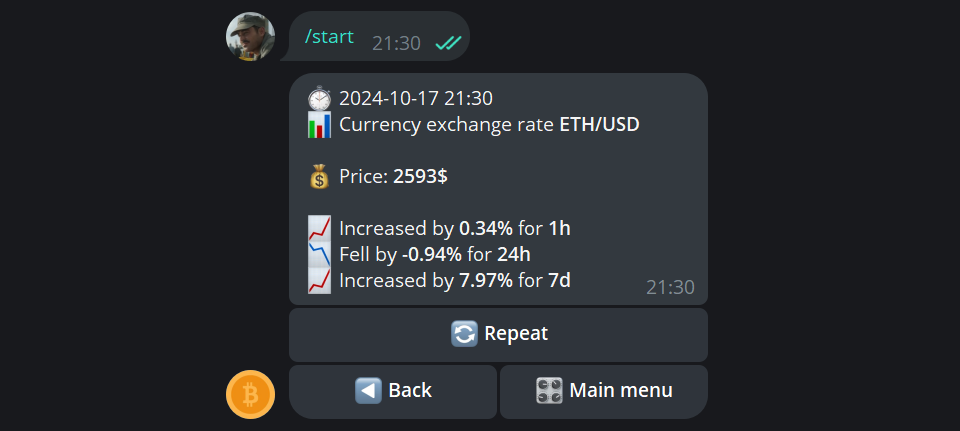 /start 21:30
2024-10-17 21:30
Currency exchange rate ETH/USD
Price: 2593$
Increased by 0.34% for 1h
Fell by -0.94% for 24h
Increased by 7.97% for 7d
21:30
Repeat
Back
Main menu